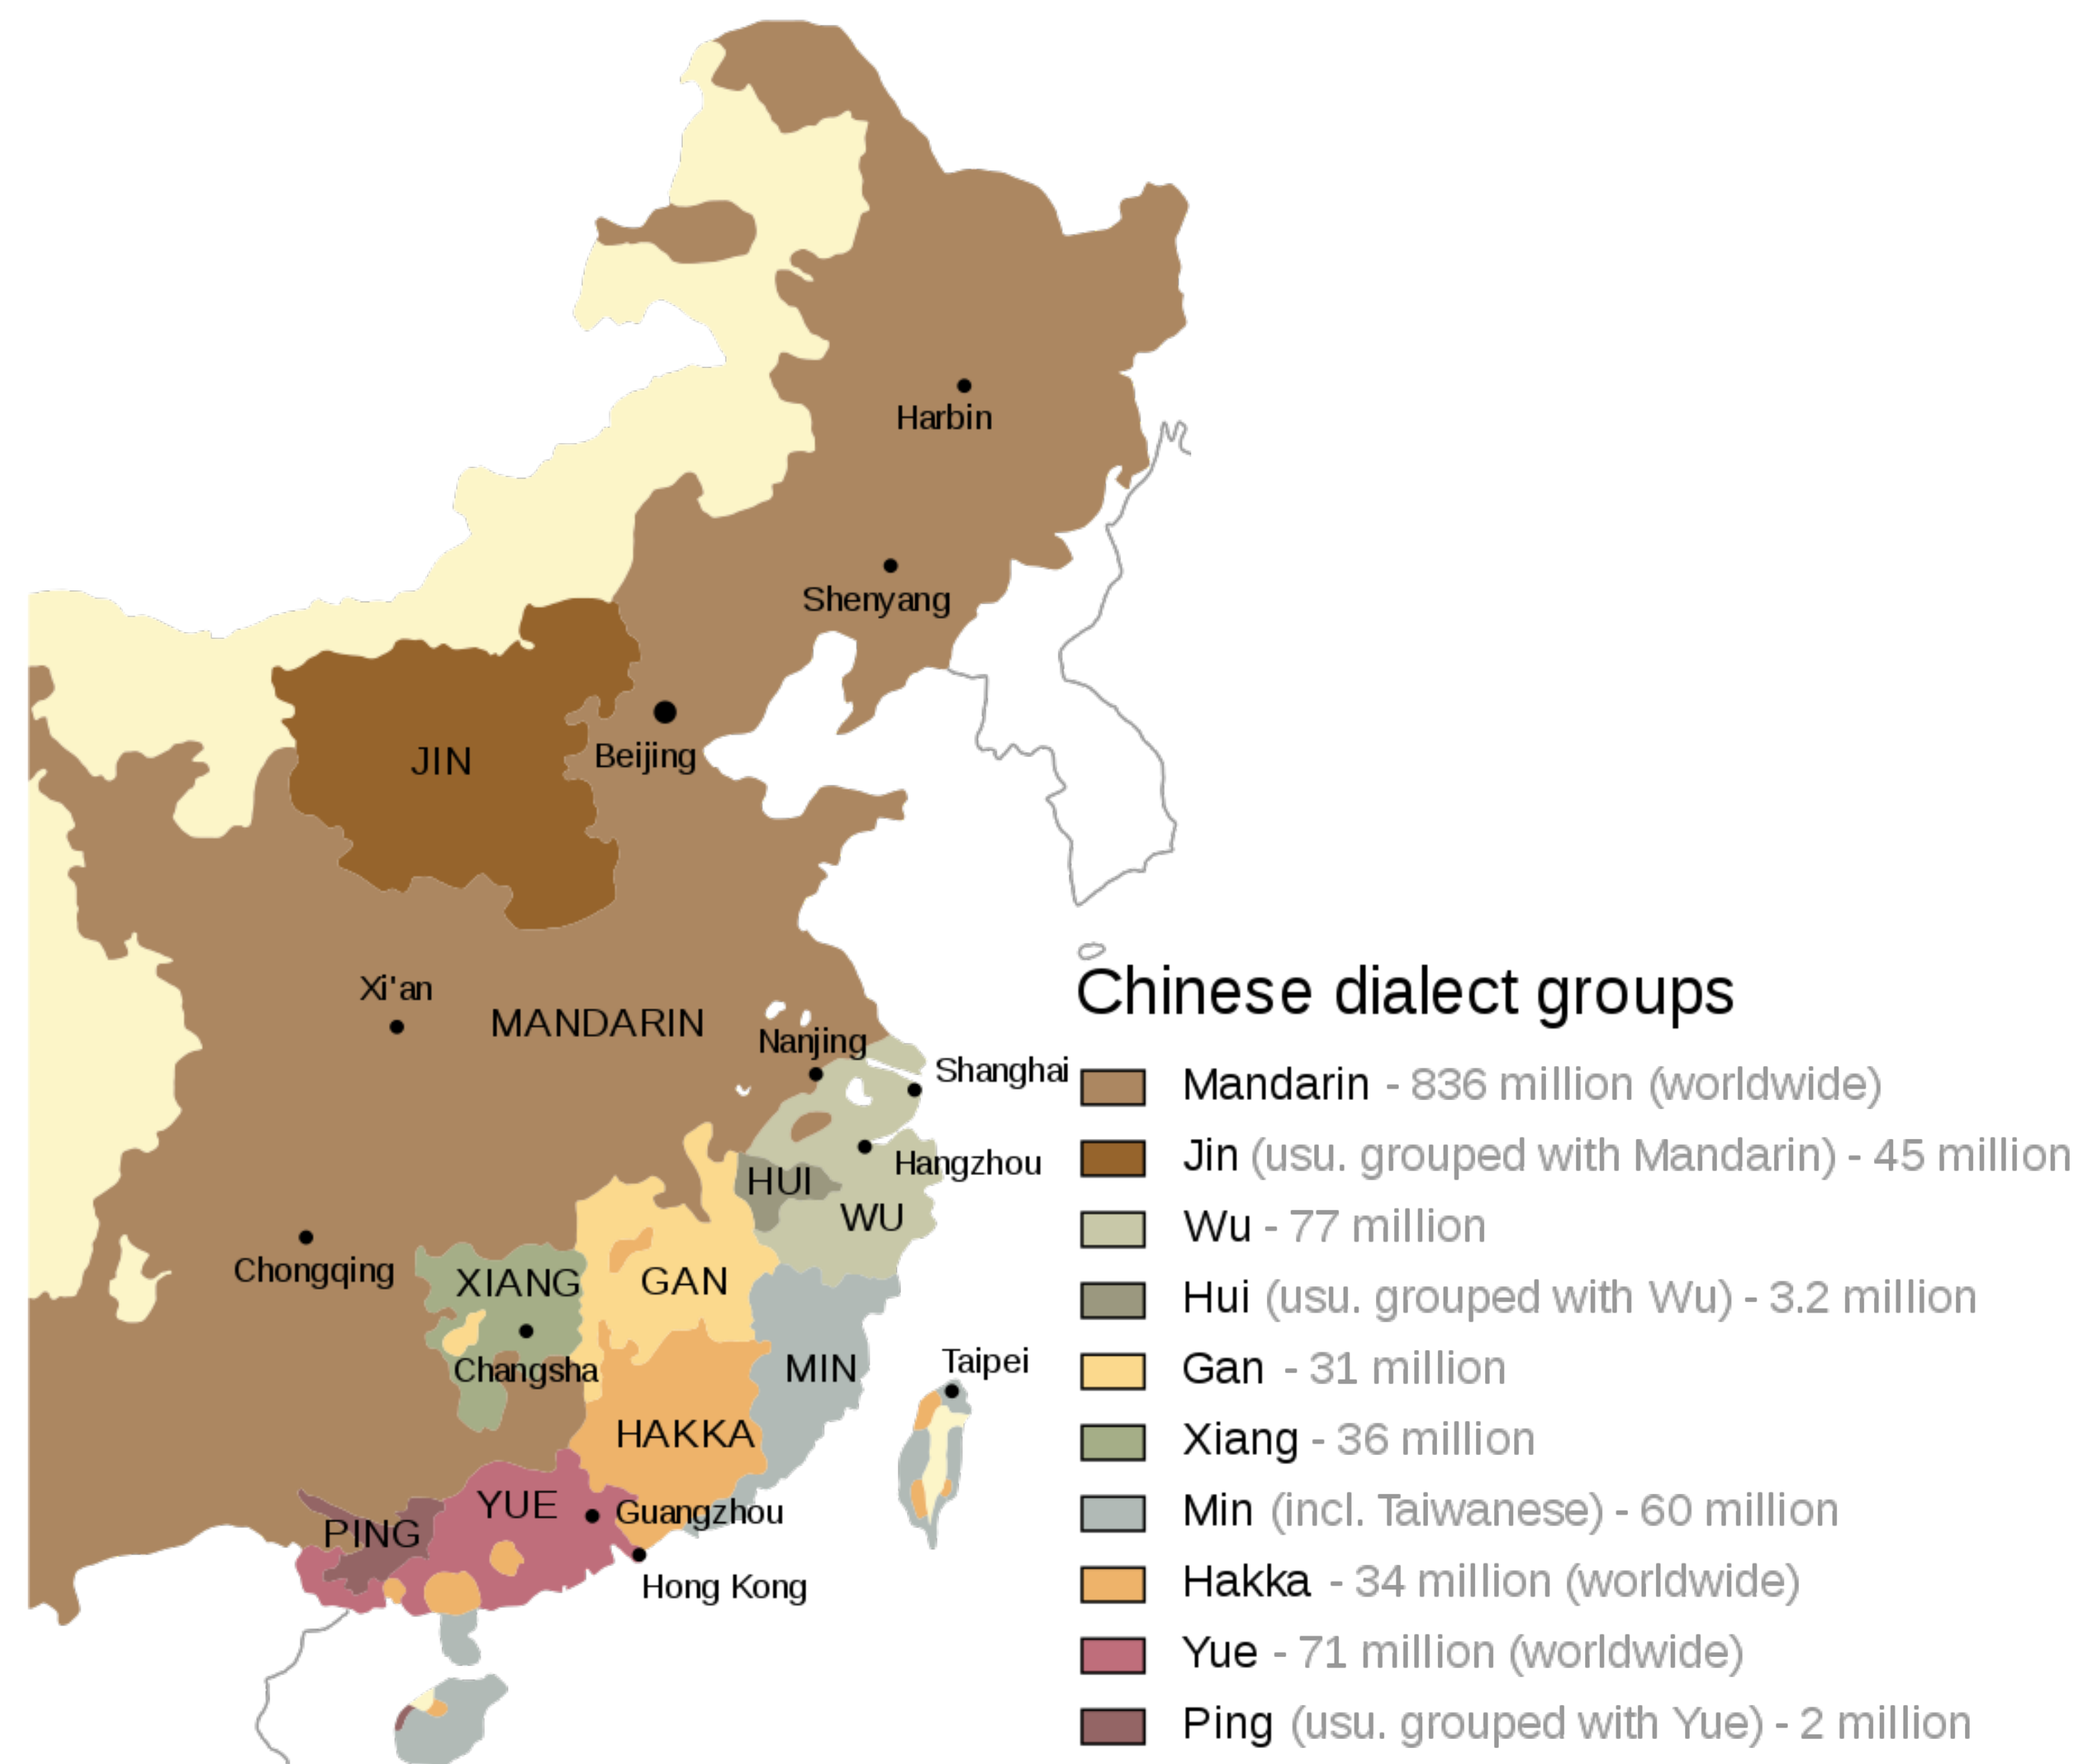 Harbin
Shenyang
JIN
Beijing
Xi'an
MANDARIN
Nanjing
Shanghai
Hangzhou
HUI
WU
Chongqing
XIANG
GAN
Changsha
MIN
Taipei
HAKKA
YUE
Guangzhou
PING
Hong Kong
Chinese dialect groups
Mandarin - 836 million (worldwide)
Jin (usu. grouped with Mandarin) - 45 million
Wu - 77 million
Hui (usu. grouped with Wu) - 3.2 million
Gan - 31 million
Xiang - 36 million
Min (incl. Taiwanese) - 60 million
Hakka - 34 million (worldwide)
Yue - 71 million (worldwide)
Ping (usu. grouped with Yue) - 2 million